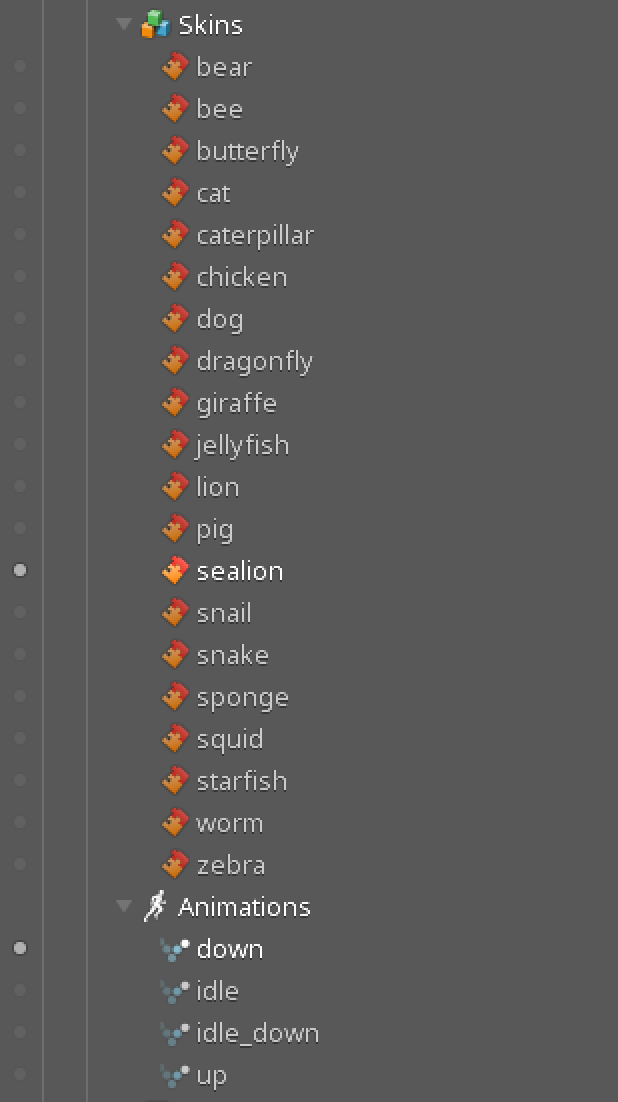 Skins
bear
bee
butterfly
cat
caterpillar
chicken
dog
dragonfly
giraffe
jellyfish
lion
pig
sealion
snail
snake
sponge
squid
starfish
worm
zebra
Animations
down
idle
idle_down
up